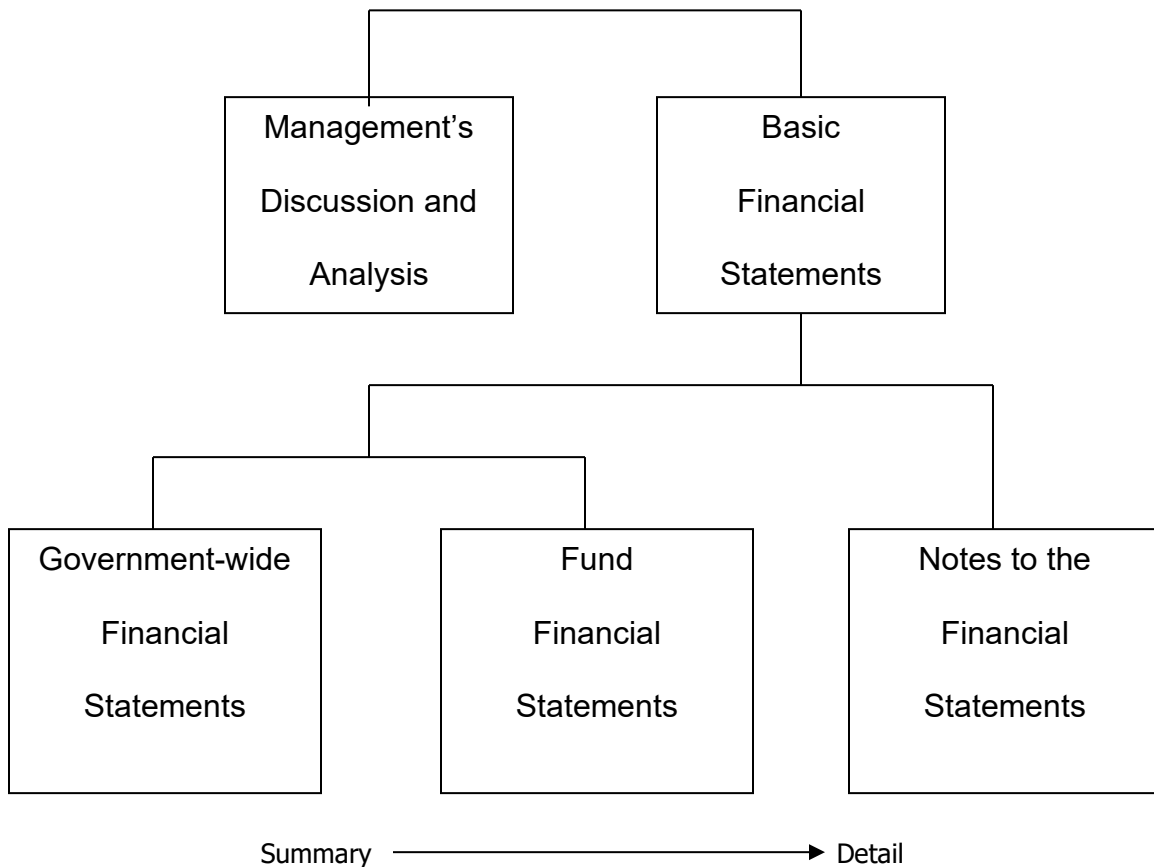 Management’s
Discussion and
Analysis
Basic
Financial
Statements
Government-wide
Financial
Statements
Fund
Financial
Statements
Notes to the
Financial
Statements
Summary
Detail